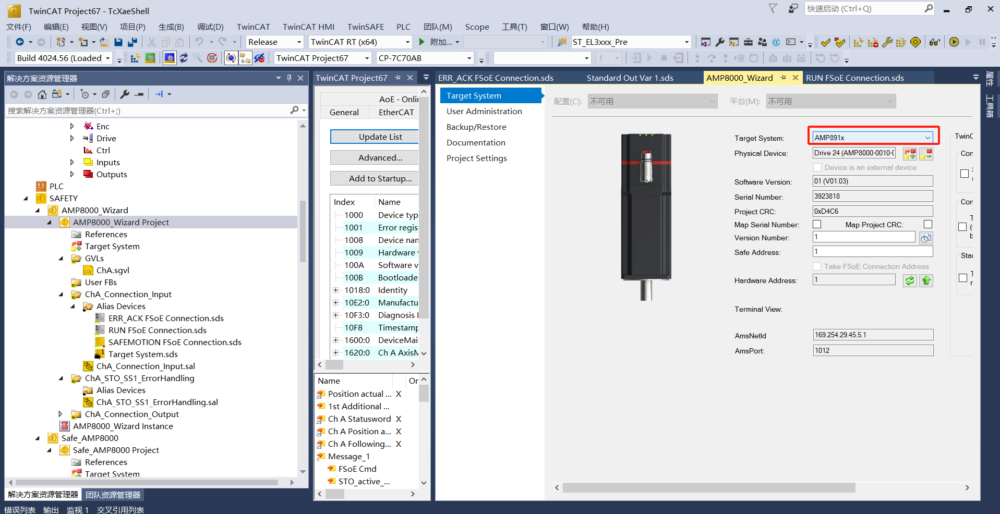 TwinCAT Project67 - TcXaeShell
快速启动 (Ctrl+Q)
文件(F) 编辑(E) 视图(V) 项目(P) 生成(B) 调试(D) TwinCAT TwinCAT HMI TwinSAFE PLC 团队(M) Scope 工具(T) 窗口(W) 帮助(H)
Release TwinCAT RT (x64) 附加... ST_EL3xxx_Pre
Build 4024.56 (Loaded) TwinCAT Project67 CP-7C70AB 1
解决方案资源管理器
搜索解决方案资源管理器(Ctrl+;)
Enc
Drive
Ctrl
Inputs
Outputs
PLC
SAFETY
AMP8000_Wizard
AMP8000_Wizard Project
References
Target System
GVLs
ChA.sgvl
User FBs
ChA_Connection_Input
Alias Devices
ERR_ACK FSoE Connection.sds
RUN FSoE Connection.sds
SAFEMOTION FSoE Connection.sds
Target System.sds
ChA_Connection_Input.sal
ChA_STO_SS1_ErrorHandling
Alias Devices
ChA_STO_SS1_ErrorHandling.sal
ChA_Connection_Output
AMP8000_Wizard Instance
Safe_AMP8000
Safe_AMP8000 Project
References
Target System
解决方案资源管理器 团队资源管理器
错误列表 输出 监视 1 交叉引用列表
TwinCAT Project67
AoE - Onlin
General EtherCAT
Update List
Advanced...
Add to Startup...
Index Name
1000 Device typ
1001 Error regis
1008 Device nam
1009 Hardware v
100A Software v
100B Bootloade
1018:0 Identity
10E2:0 Manufactu
10F3:0 Diagnosis
10F8 Timestamp
1600:0 DeviceMai
1620:0 Ch A AxisM
Name Or
Position actual ... X
1st Additional ...
Ch A Statusword X
Ch A Position a... X
Ch A Following... X
Message_1
FSoE Cmd
STO_active_...
ERR_ACK FSoE Connection.sds Standard Out Var 1.sds AMP8000_Wizard RUN FSoE Connection.sds
Target System
User Administration
Backup/Restore
Documentation
Project Settings
配置(C): 不可用 平台(M): 不可用
Target System: AMP891x
Physical Device: Drive 24 (AMP8000-0010-0
Device is an external device
Software Version: 01 (V01.03)
Serial Number: 3923818
Project CRC: 0xD4C6
Map Serial Number: Map Project CRC:
Version Number: 1
Safe Address: 1
Take FSoE Connection Address
Hardware Address: 1
Terminal View:
AmsNetId 169.254.29.45.5.1
AmsPort: 1012
TwinC
Con
Con
T
b
Star
属性
工具箱